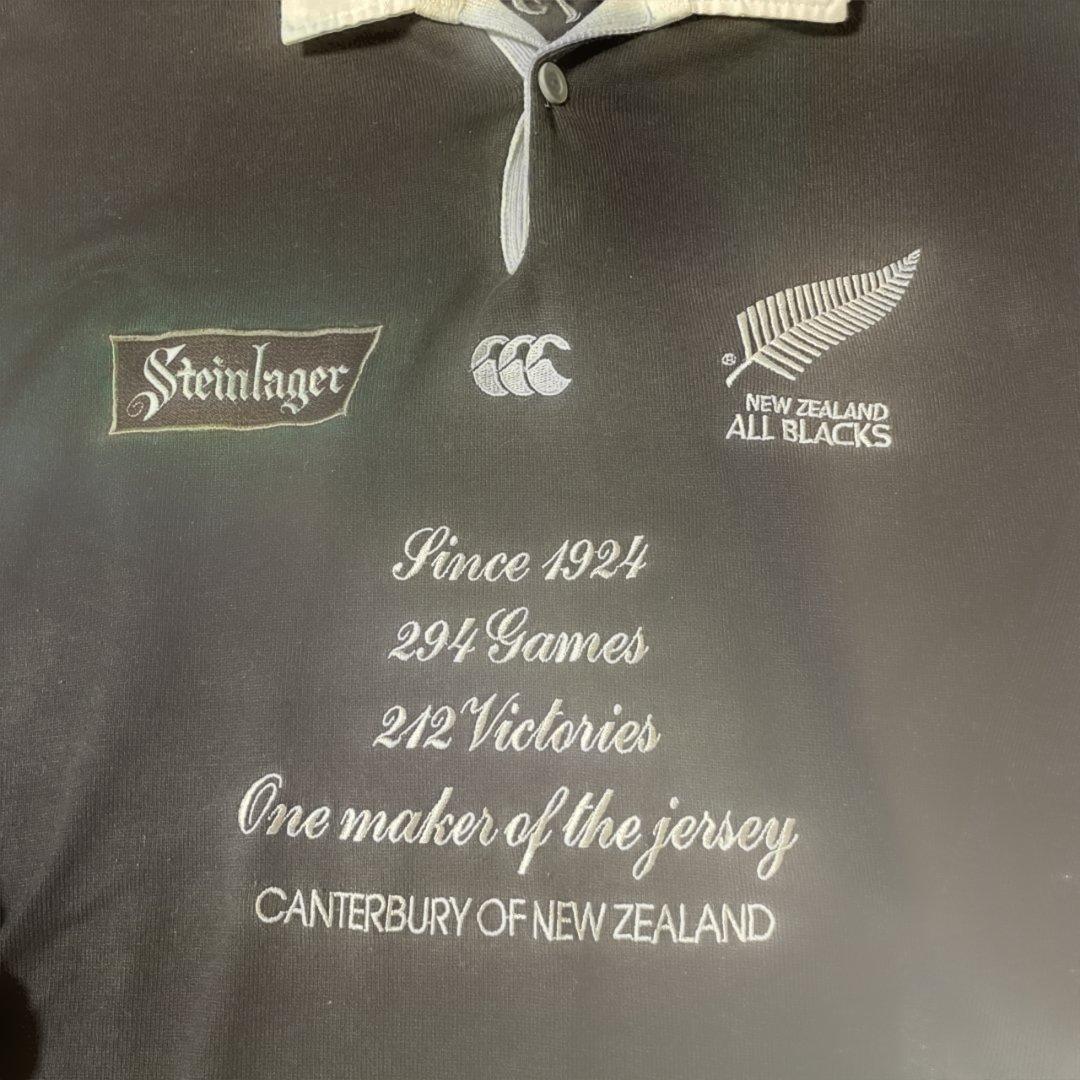 Steinlager
®
NEW ZEALAND
ALL BLACKS
Since 1924
294 Games
212 Victories
One maker of the jersey
CANTERBURY OF NEW ZEALAND